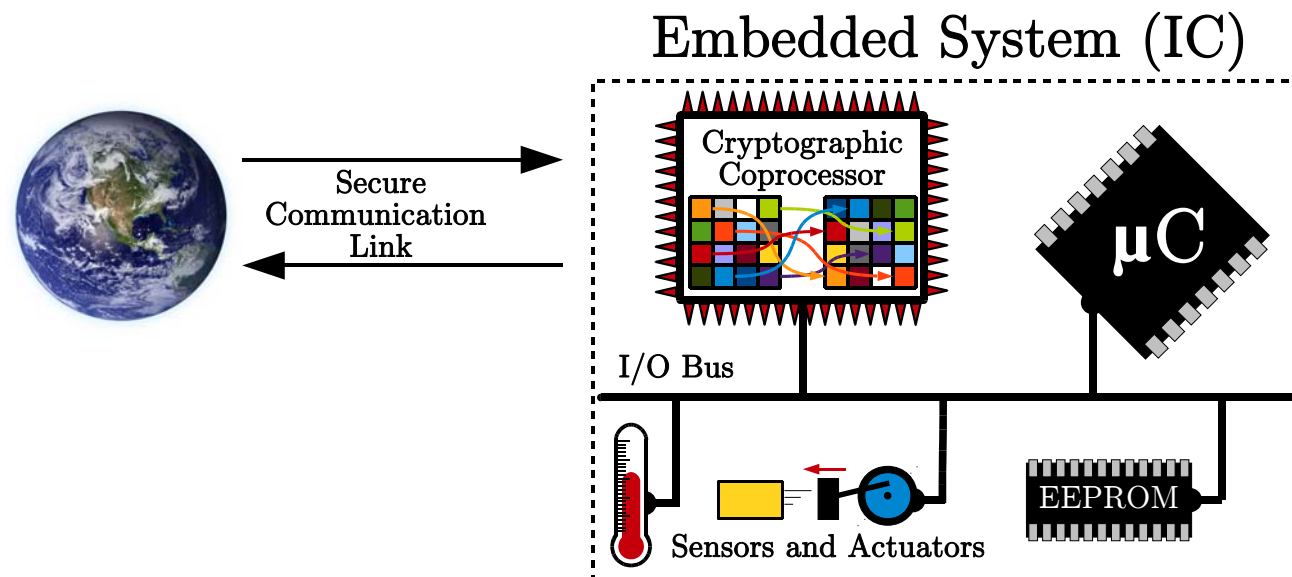 Embedded System (IC)
Secure
Communication
Link
Cryptographic
Coprocessor
μC
I/O Bus
EEPROM
Sensors and Actuators